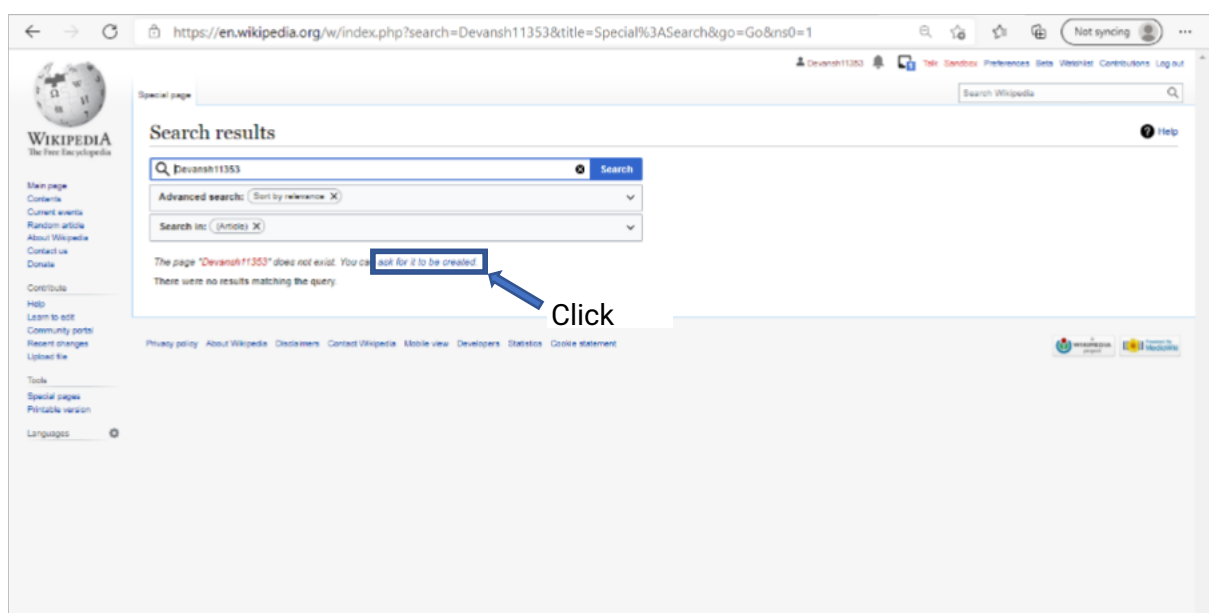 https://en.wikipedia.org/w/index.php?search=Devansh11353&title=Special%3ASearch&go=Go&ns0=1
Not syncing
Devansh11353 Talk Sandbox Preferences Beta Watchlist Contributions Log out
Special page
Search Wikipedia
WIKIPEDIA
The Free Encyclopedia
Search results
Help
Devansh11353
Search
Advanced search: Sort by relevance X
Search in: (Article) X
The page "Devansh11353" does not exist. You can ask for it to be created.
There were no results matching the query.
Click
Main page
Contents
Current events
Random article
About Wikipedia
Contact us
Donate
Contribute
Help
Learn to edit
Community portal
Recent changes
Upload file
Tools
Special pages
Printable version
Languages
Privacy policy About Wikipedia Disclaimers Contact Wikipedia Mobile view Developers Statistics Cookie statement